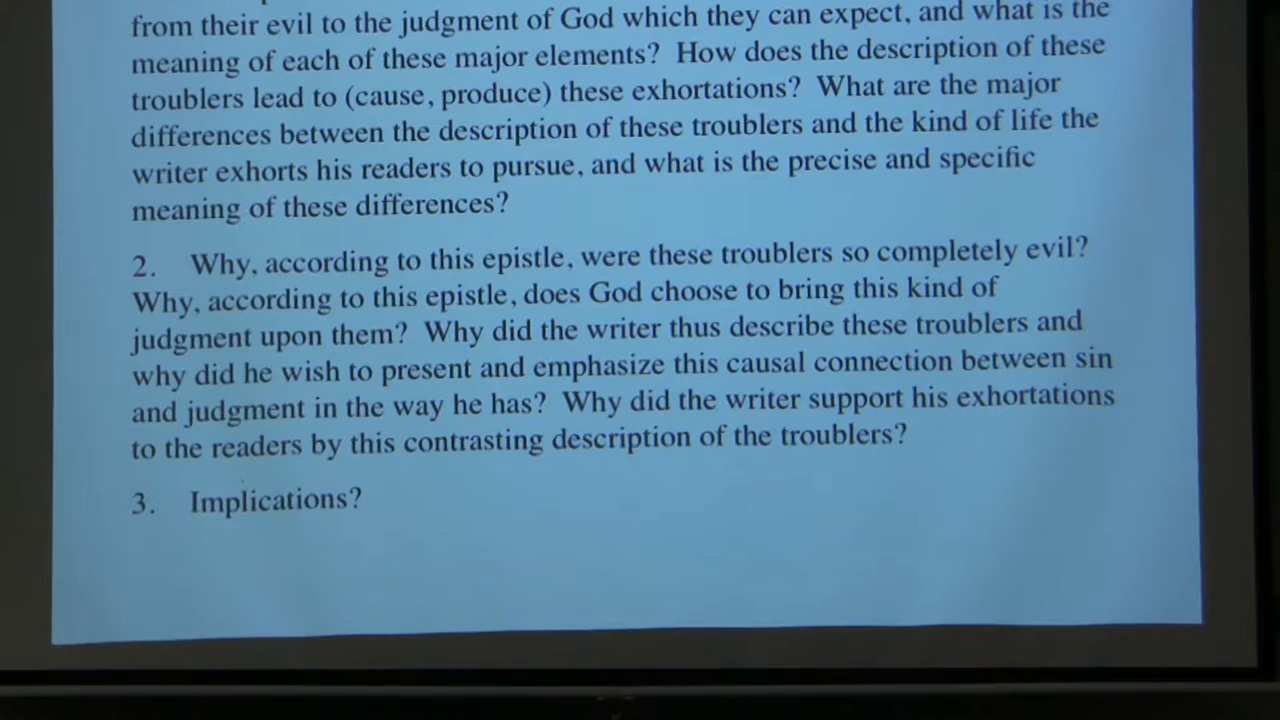 from their evil to the judgment of God which they can expect, and what is the
meaning of each of these major elements? How does the description of these
troublers lead to (cause, produce) these exhortations? What are the major
differences between the description of these troublers and the kind of life the
writer exhorts his readers to pursue, and what is the precise and specific
meaning of these differences?
2. Why, according to this epistle, were these troublers so completely evil?
Why, according to this epistle, does God choose to bring this kind of
judgment upon them? Why did the writer thus describe these troublers and
why did he wish to present and emphasize this causal connection between sin
and judgment in the way he has? Why did the writer support his exhortations
to the readers by this contrasting description of the troublers?
3. Implications?